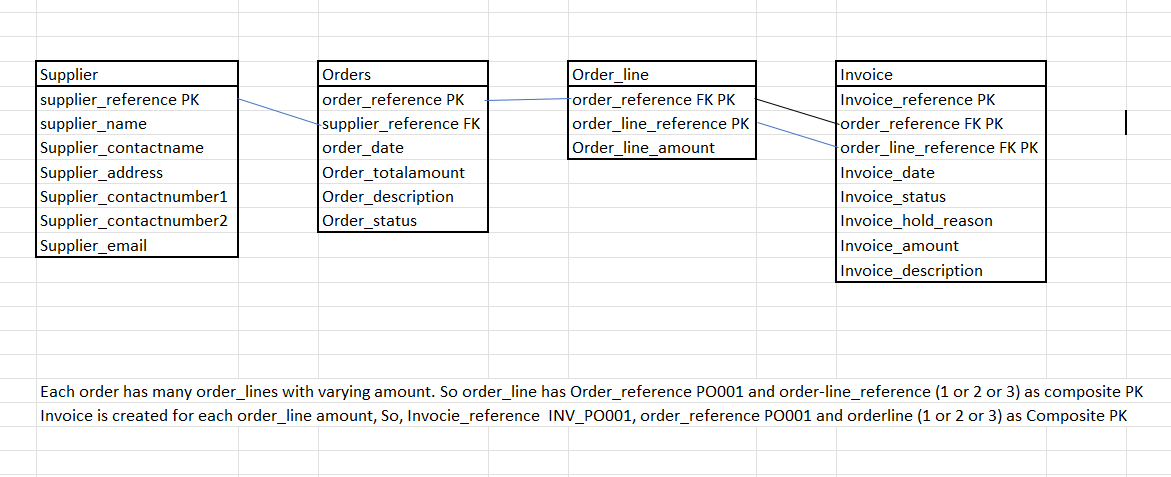 Supplier
supplier_reference PK
supplier_name
Supplier_contactname
Supplier_address
Supplier_contactnumber1
Supplier_contactnumber2
Supplier_email
Orders
order_reference PK
supplier_reference FK
order_date
Order_totalamount
Order_description
Order_status
Order_line
order_reference FK PK
order_line_reference PK
Order_line_amount
Invoice
Invoice_reference PK
order_reference FK PK
order_line_reference FK PK
Invoice_date
Invoice_status
Invoice_hold_reason
Invoice_amount
Invoice_description
Each order has many order_lines with varying amount. So order_line has Order_reference PO001 and order-line_reference (1 or 2 or 3) as composite PK
Invoice is created for each order_line amount, So, Invocie_reference  INV_PO001, order_reference PO001 and orderline (1 or 2 or 3) as Composite PK